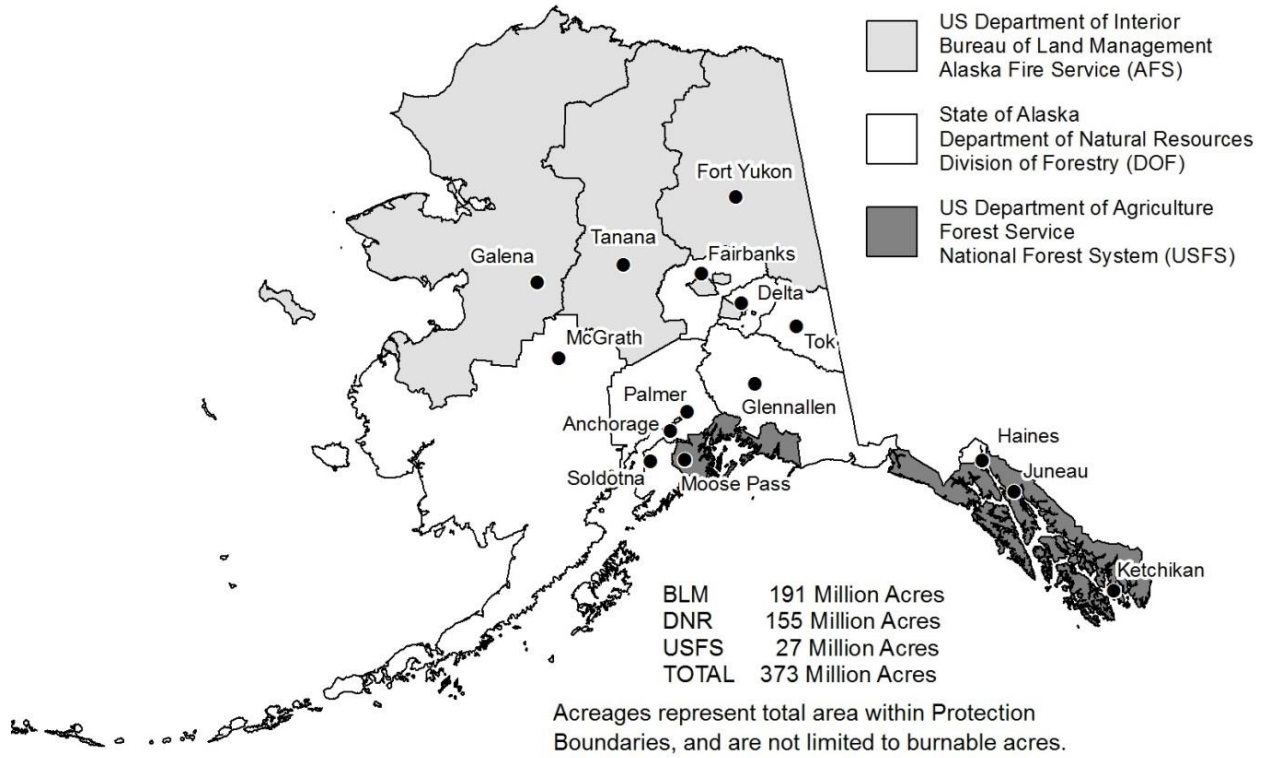 US Department of Interior
Bureau of Land Management
Alaska Fire Service (AFS)
State of Alaska
Department of Natural Resources
Division of Forestry (DOF)
US Department of Agriculture
Forest Service
National Forest System (USFS)
Fort Yukon
Tanana
Fairbanks
Galena
Delta
McGrath
Tok
Palmer
Glennallen
Anchorage
Haines
Soldotna
Moose Pass
Juneau
Ketchikan
BLM 191 Million Acres
DNR 155 Million Acres
USFS 27 Million Acres
TOTAL 373 Million Acres
Acreages represent total area within Protection
Boundaries, and are not limited to burnable acres.